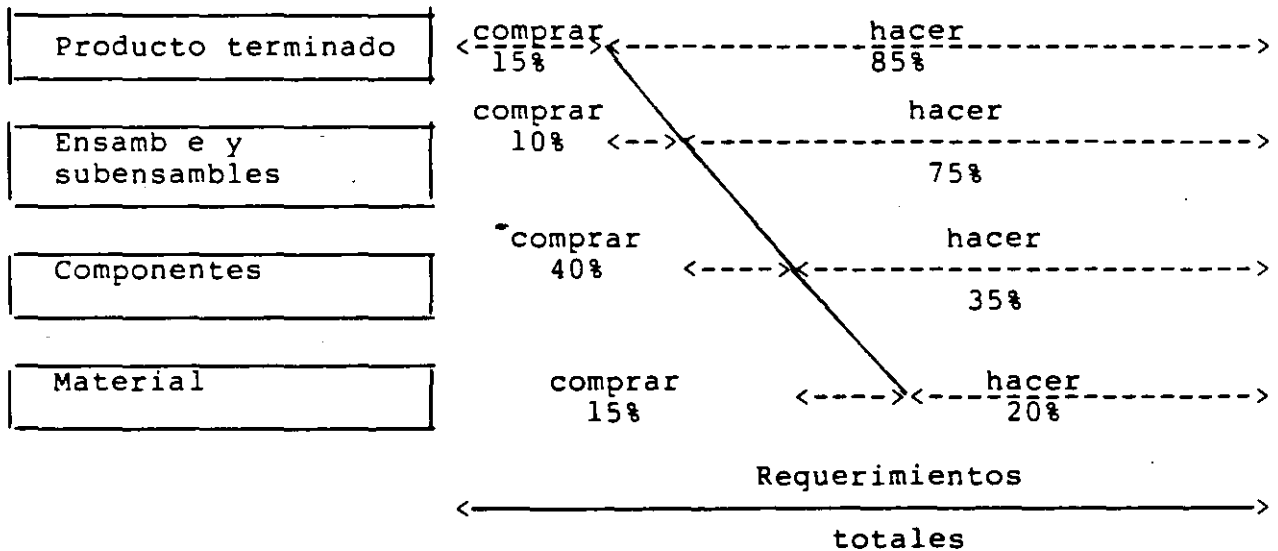 comprar hacer
Producto terminado
15% 85%
comprar hacer
Ensamb e y 10%
subensambles 75%
comprar hacer
Componentes 40%
35%
Material comprar hacer
15% 20%
Requerimientos
totales